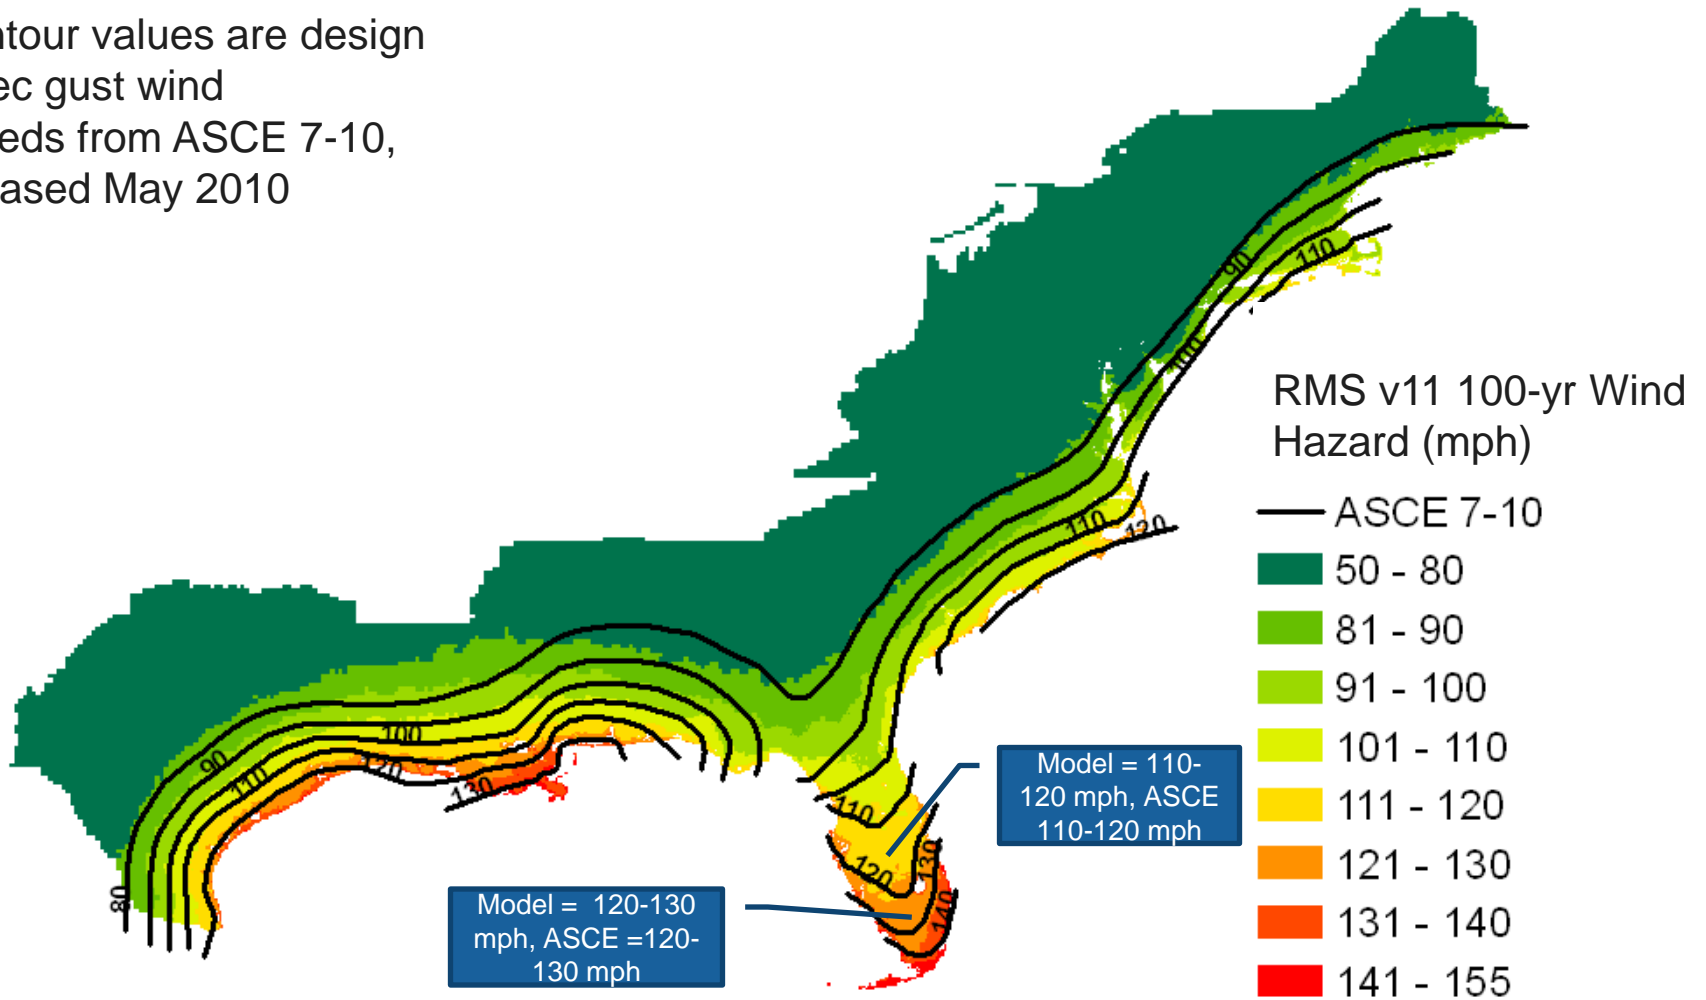 ntour values are design
ec gust wind
eeds from ASCE 7-10,
eased May 2010
90
110
100
110
120
90
100
110
120
130
80
110
120
130
140
Model = 110-
120 mph, ASCE
110-120 mph
Model =  120-130
mph, ASCE =120-
130 mph
RMS v11 100-yr Wind
Hazard (mph)
ASCE 7-10
50 - 80
81 - 90
91 - 100
101 - 110
111 - 120
121 - 130
131 - 140
141 - 155